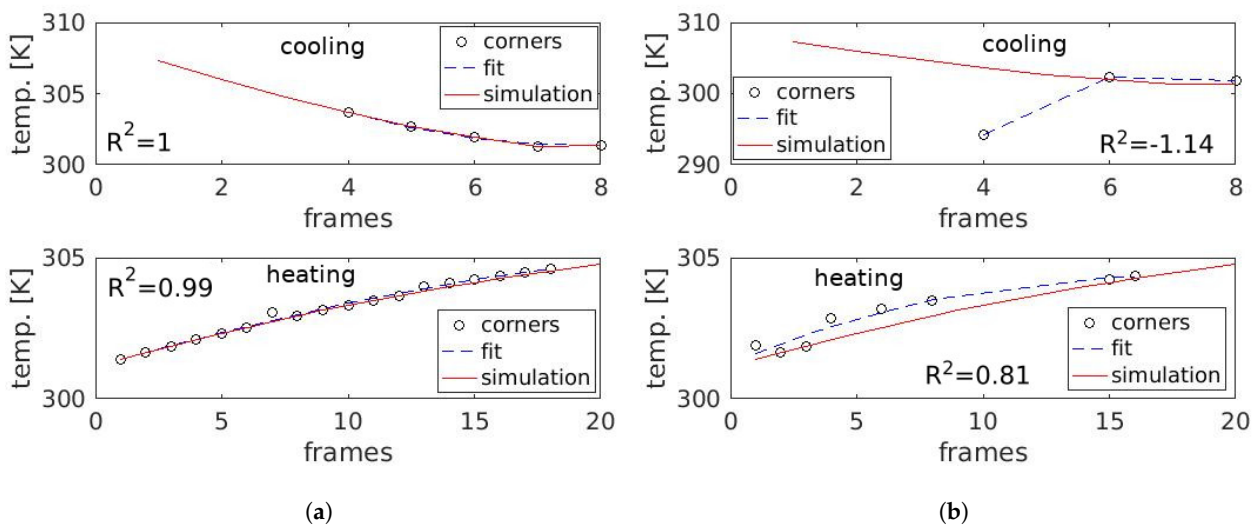 310
cooling
corners
fit
simulation
305
R²=1
300
temp. [K]
0 2 4 6 8
frames
310
cooling
corners
fit
simulation
300
R²=-1.14
290
temp. [K]
0 2 4 6 8
frames
305
R²=0.99
heating
corners
fit
simulation
300
temp. [K]
0 5 10 15 20
frames
305
heating
corners
fit
simulation
R²=0.81
300
temp. [K]
0 5 10 15 20
frames
(a)
(b)